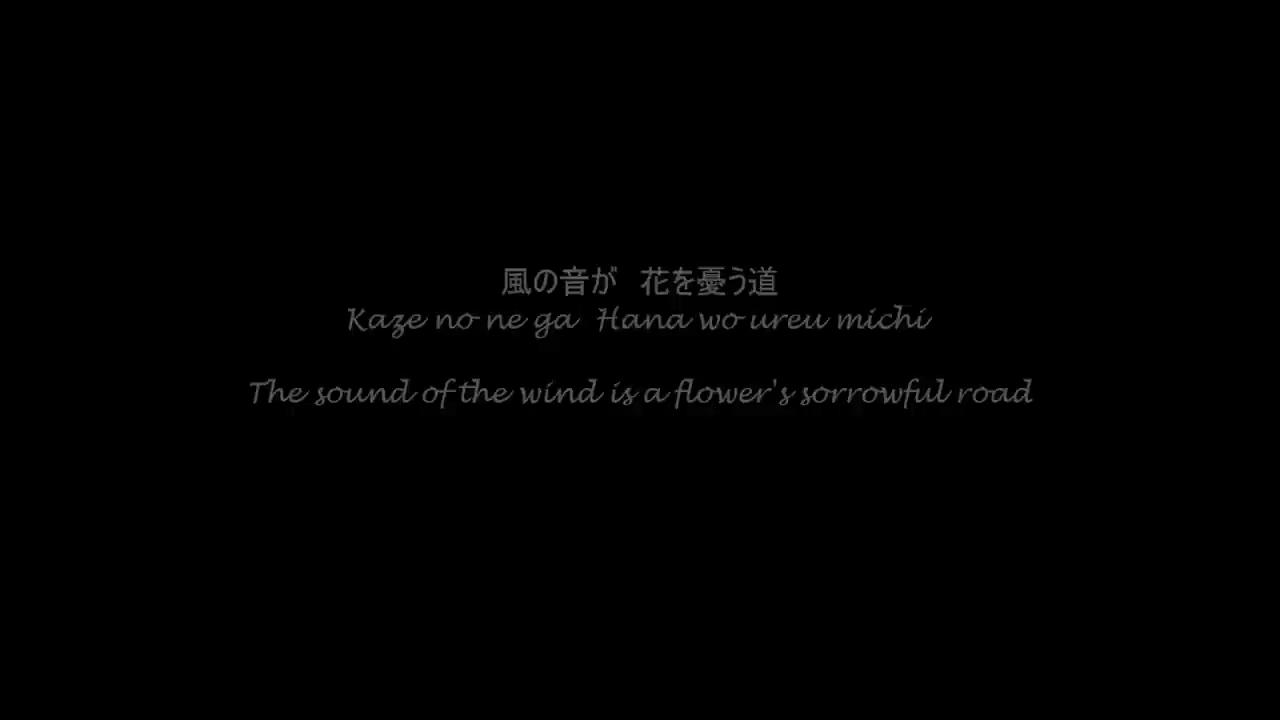 風の音が　花を憂う道
Kaze no ne ga Hana wo ureu michi
The sound of the wind is a flower's sorrowful road